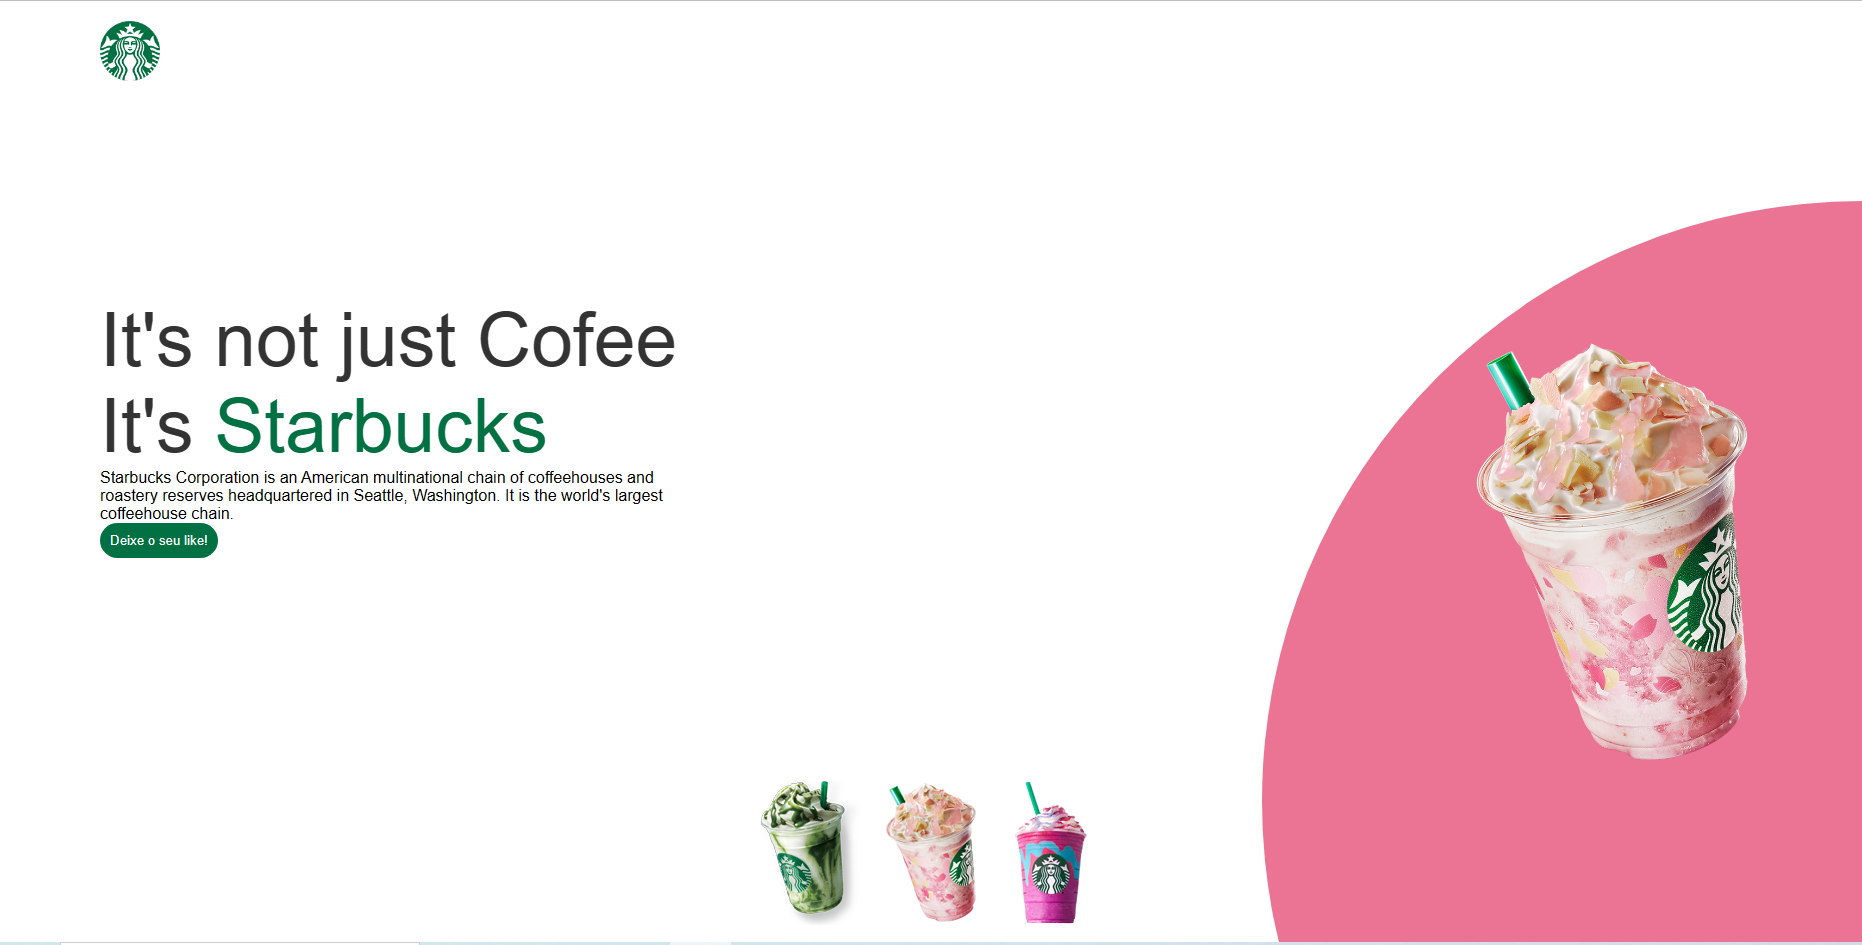 It's not just Cofee
It's Starbucks
Starbucks Corporation is an American multinational chain of coffeehouses and
roastery reserves headquartered in Seattle, Washington. It is the world's largest
coffeehouse chain.
Deixe o seu like!